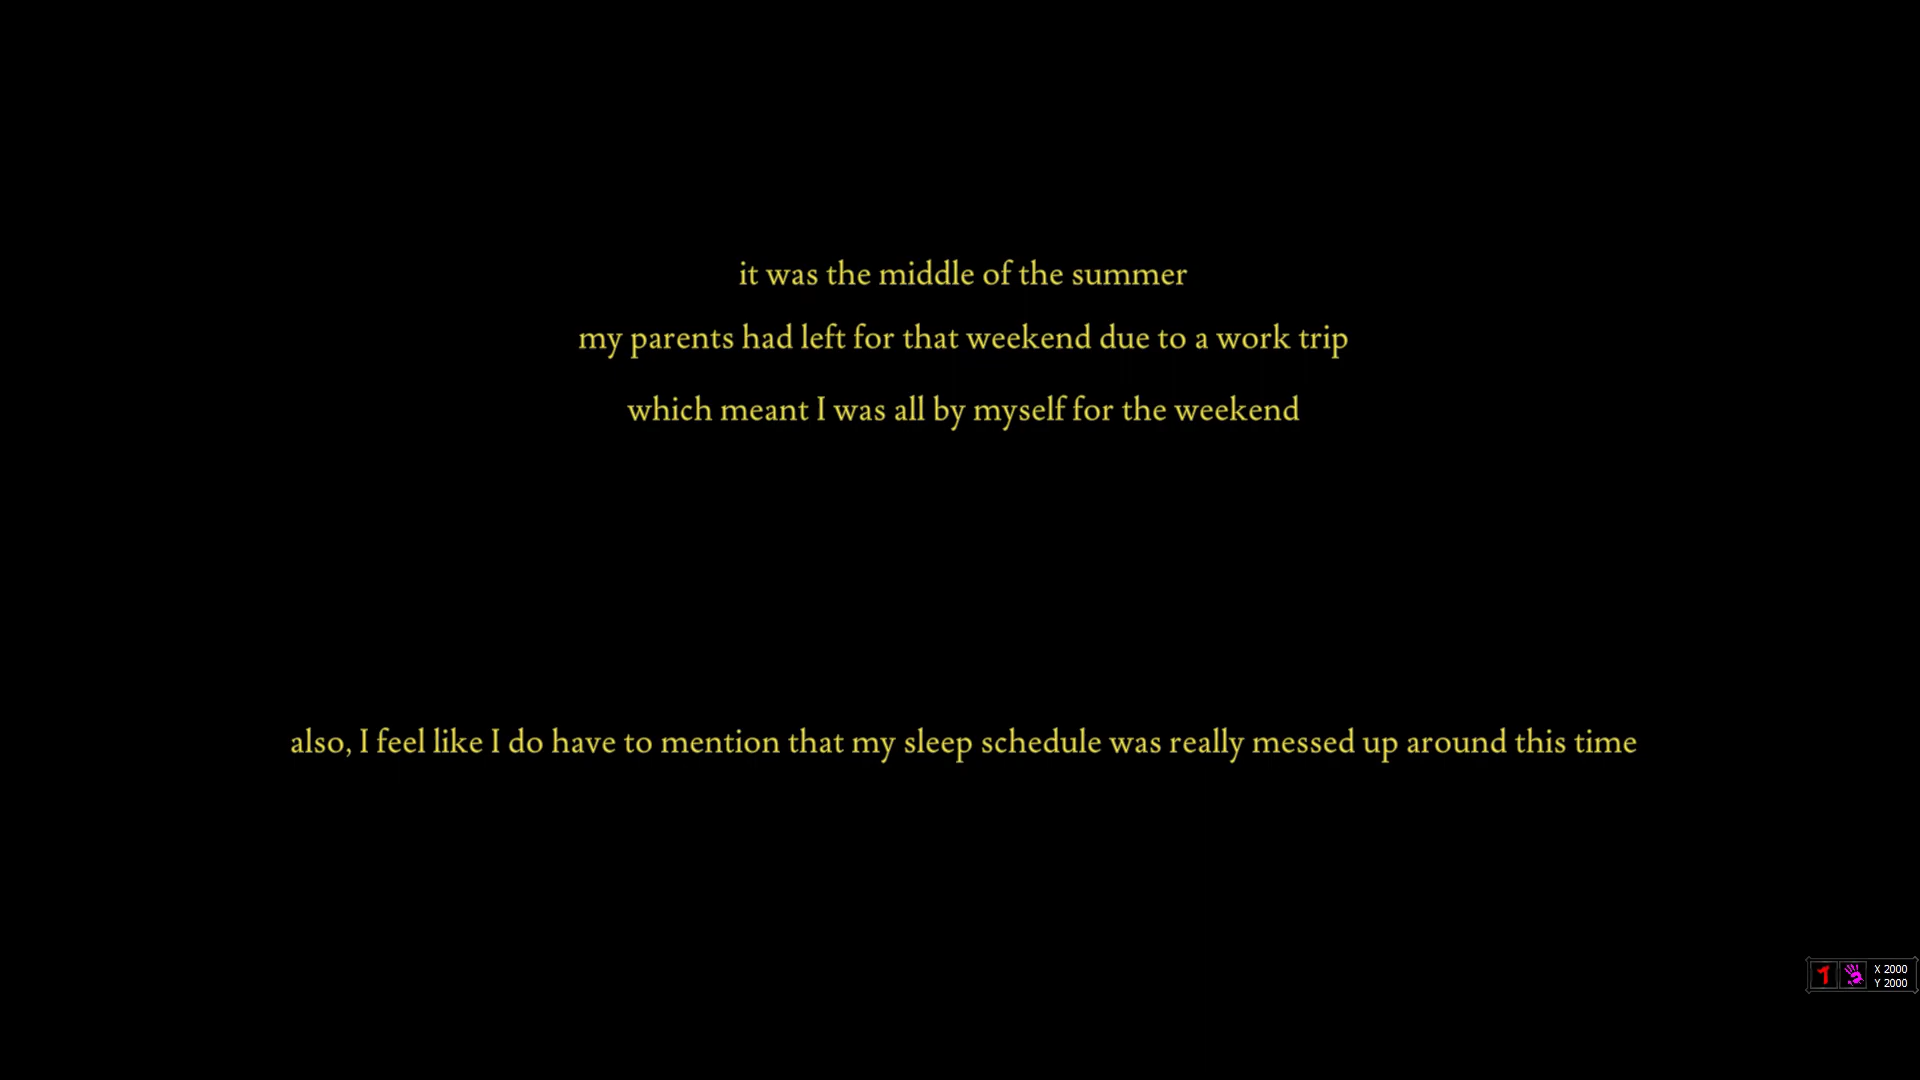 it was the middle of the summer
my parents had left for that weekend due to a work trip
which meant I was all by myself for the weekend
also, I feel like I do have to mention that my sleep schedule was really messed up around this time
1
X 2000
Y 2000